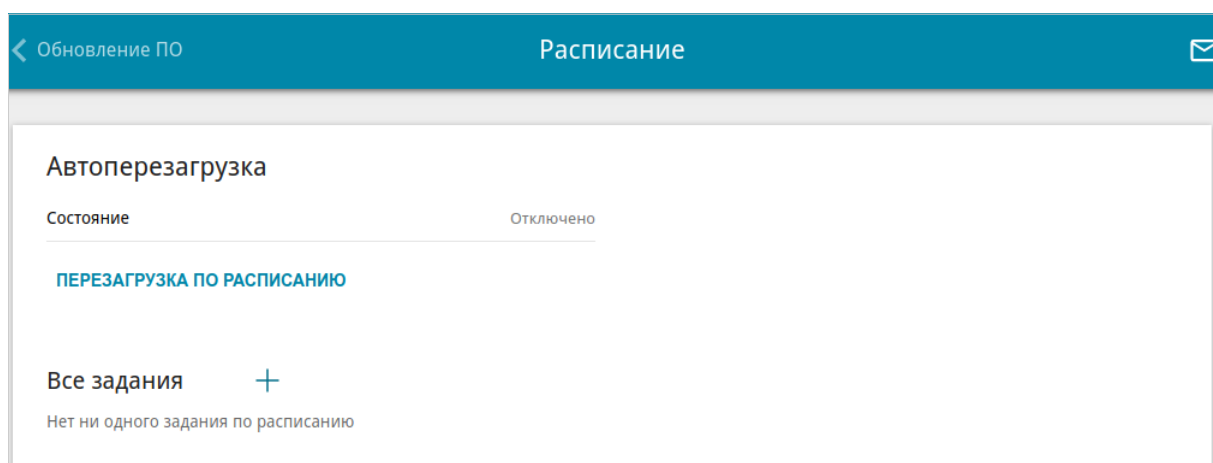 Обновление ПО
Расписание
Автоперезагрузка
Состояние Отключено
ПЕРЕЗАГРУЗКА ПО РАСПИСАНИЮ
Все задания
Нет ни одного задания по расписанию